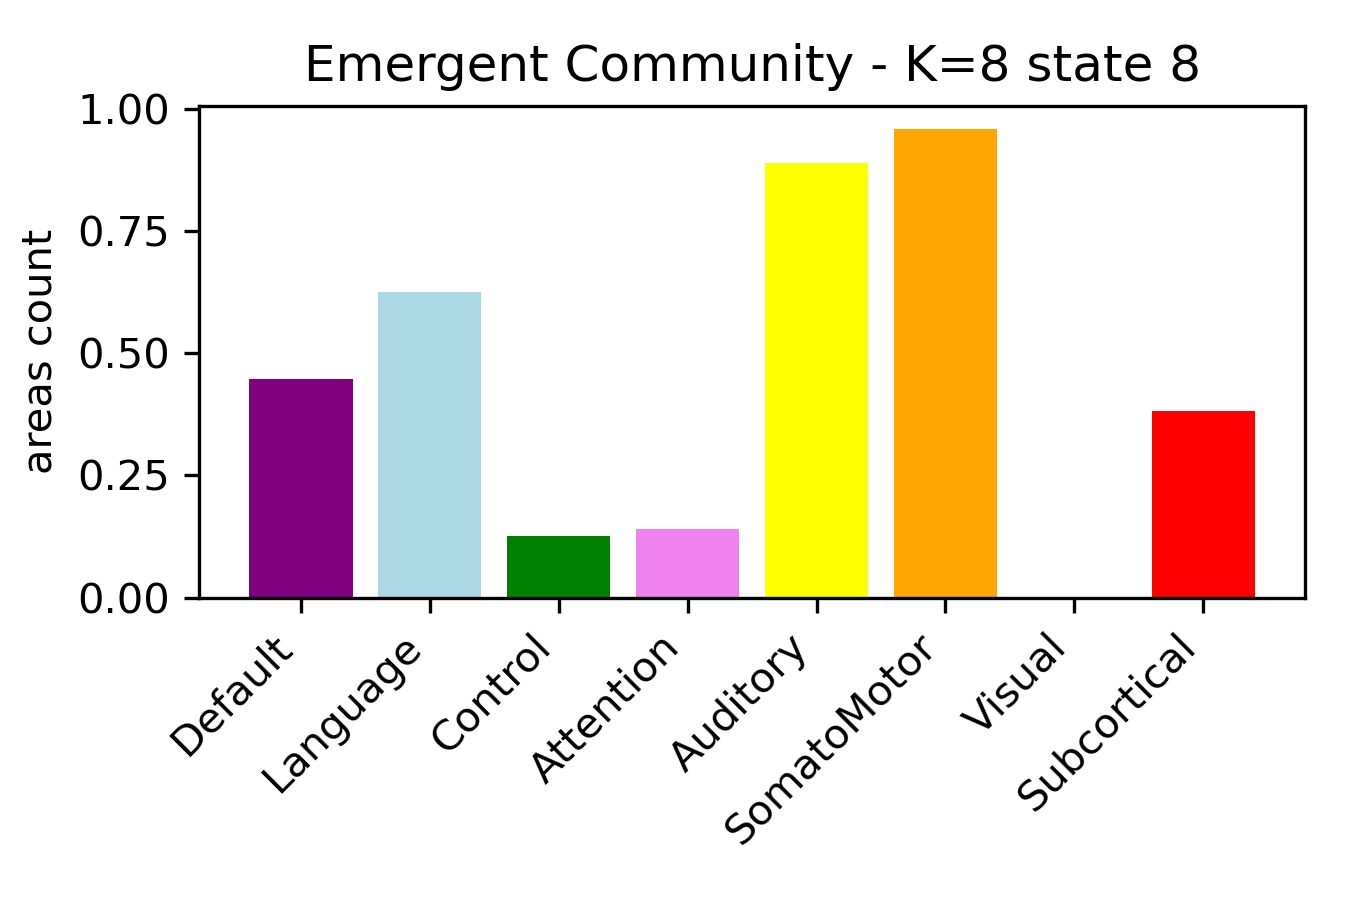 Emergent Community - K=8 state 8
1.00
0.75
0.50
0.25
0.00
areas count
Default
Language
Control
Attention
Auditory
SomatoMotor
Visual
Subcortical